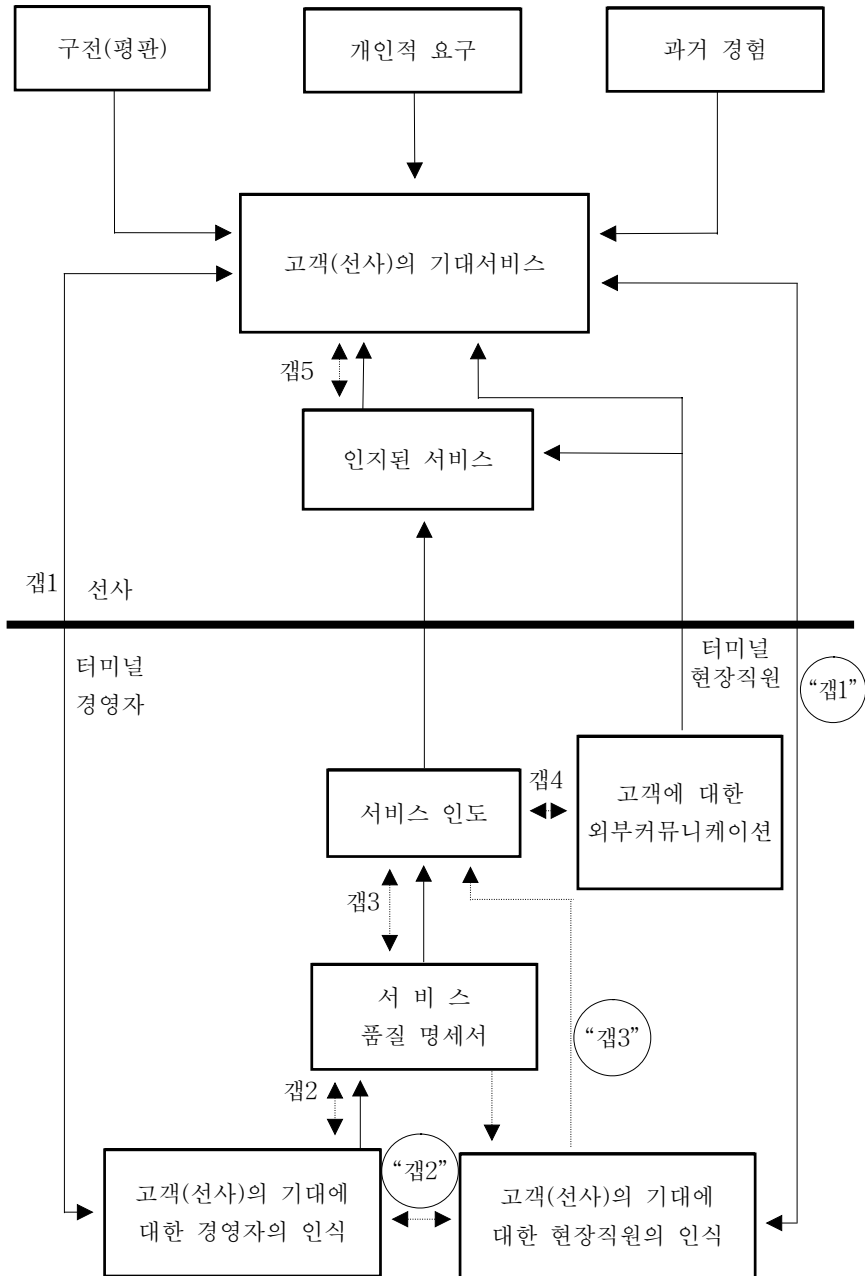 구전(평판)
개인적 요구
과거 경험
고객(선사)의 기대서비스
갭5
인지된 서비스
갭1
선사
터미널
경영자
터미널
현장직원
“갭1”
갭4
서비스 인도
고객에 대한
외부커뮤니케이션
갭3
서 비 스
품질 명세서
“갭3”
갭2
“갭2”
고객(선사)의 기대에
대한 경영자의 인식
고객(선사)의 기대에
대한 현장직원의 인식